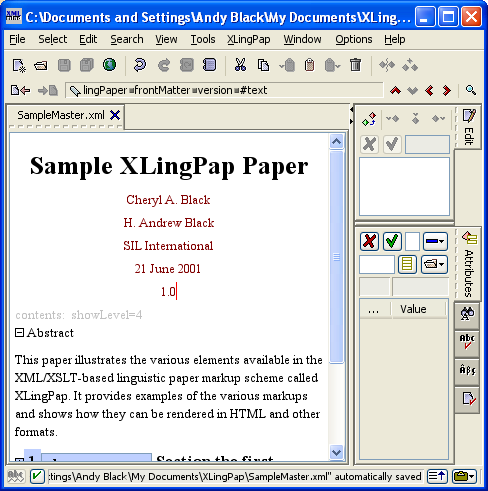 C:\Documents and Settings\Andy Black\My Documents\XLing...
File Select Edit Search View Tools XLingPap Window Options Help
lingPaper=frontMatter=version=#text
SampleMaster.xml
Sample XLingPap Paper
Cheryl A. Black
H. Andrew Black
SIL International
21 June 2001
1.0
contents: showLevel=4
Abstract
This paper illustrates the various elements available in the
XML/XSLT-based linguistic paper markup scheme called
XLingPap. It provides examples of the various markups
and shows how they can be rendered in HTML and other
formats.
1 Section the first
Edit
Attributes
... Value
ttings\Andy Black\My Documents\XLingPap\SampleMaster.xml" automatically saved